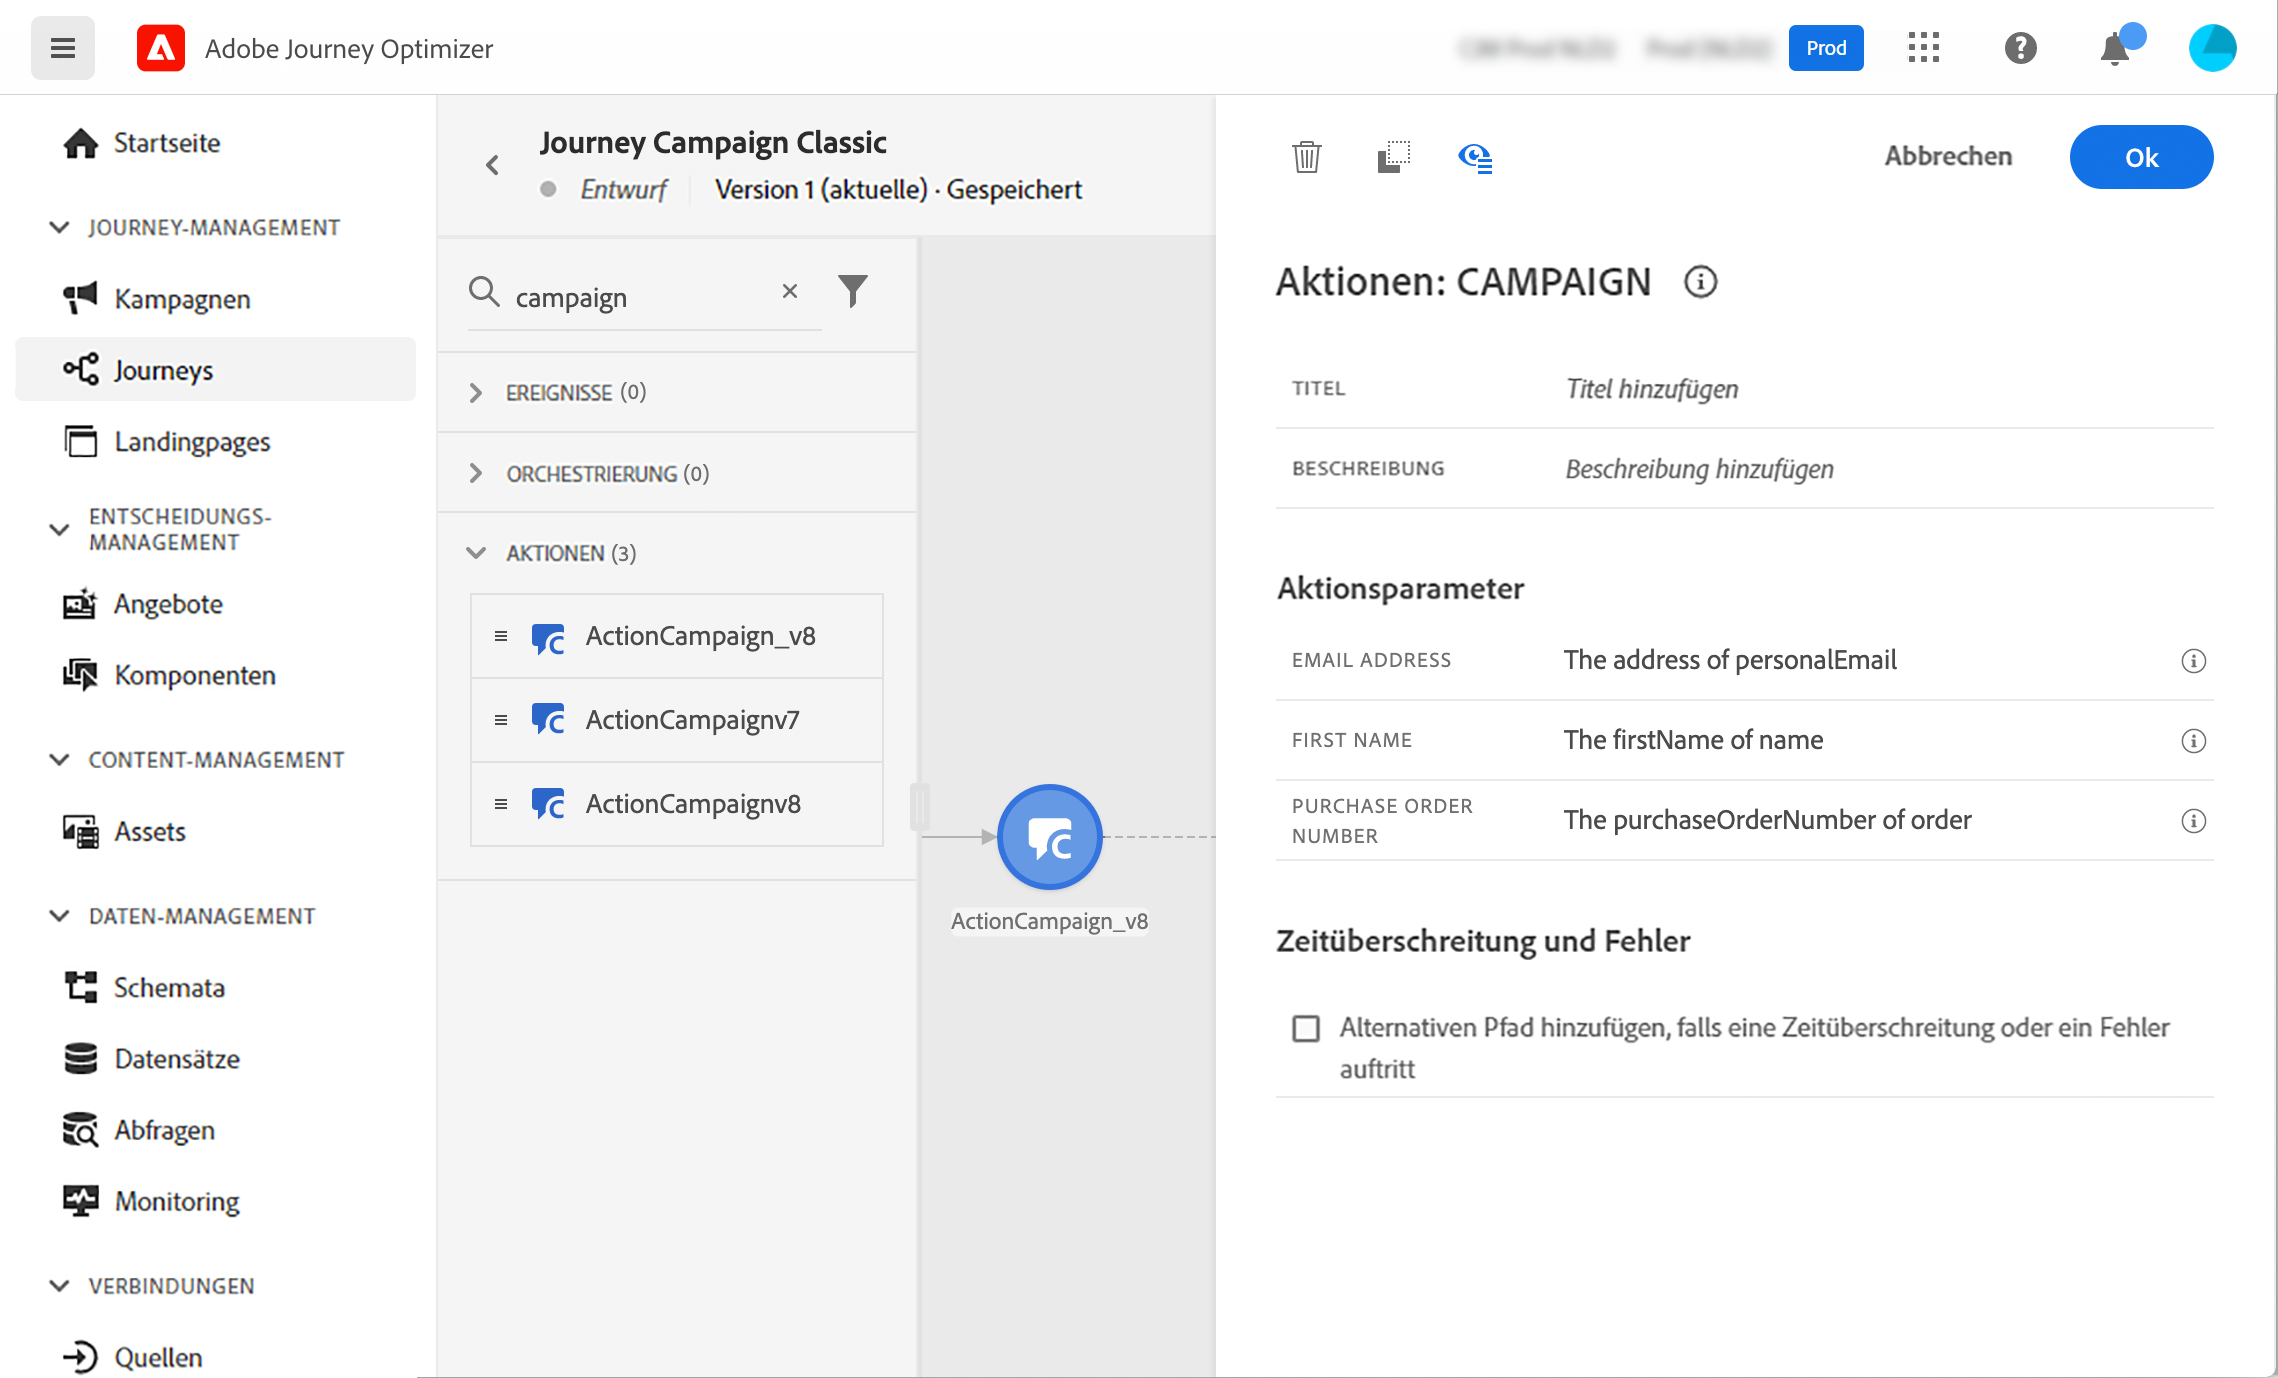 Adobe Journey Optimizer
Prod
Startseite
JOURNEY-MANAGEMENT
Kampagnen
Journeys
Landingpages
ENTSCHEIDUNGS-
MANAGEMENT
Angebote
Komponenten
CONTENT-MANAGEMENT
Assets
DATEN-MANAGEMENT
Schemata
Datensätze
Abfragen
Monitoring
VERBINDUNGEN
Quellen
Journey Campaign Classic
Entwurf Version 1 (aktuelle) · Gespeichert
campaign
EREIGNISSE (0)
ORCHESTRIERUNG (0)
AKTIONEN (3)
ActionCampaign_v8
ActionCampaignv7
ActionCampaignv8
ActionCampaign_v8
Abbrechen
Ok
Aktionen: CAMPAIGN
TITEL Titel hinzufügen
BESCHREIBUNG Beschreibung hinzufügen
Aktionsparameter
EMAIL ADDRESS The address of personalEmail
FIRST NAME The firstName of name
PURCHASE ORDER
NUMBER
The purchaseOrderNumber of order
Zeitüberschreitung und Fehler
Alternativen Pfad hinzufügen, falls eine Zeitüberschreitung oder ein Fehler
auftritt